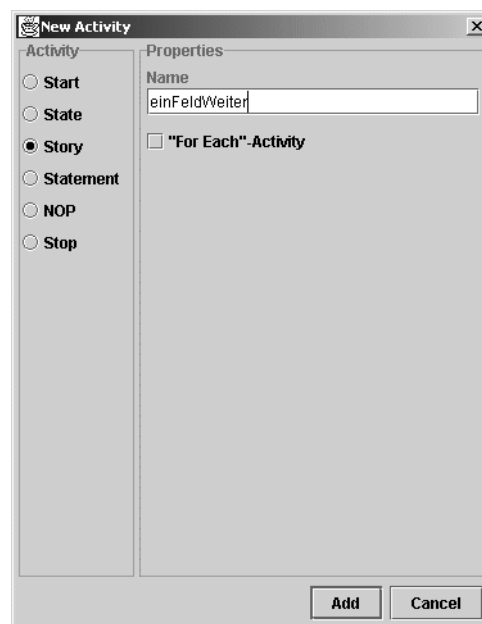 New Activity
Activity
Start
State
Story
Statement
NOP
Stop
Properties
Name
einFeldWeiter
"For Each"-Activity
Add
Cancel